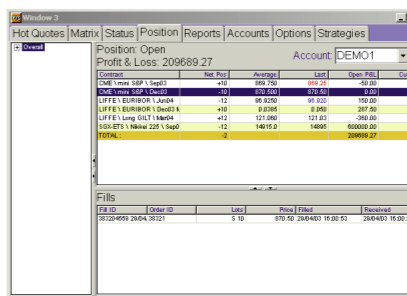 Window 3
Hot Quotes Matrix Status Position Reports Accounts Options Strategies
Overall
Position: Open
Profit & Loss: 209689.27
Account: DEMO1
Contract Net Pos Average Last Open P&L Cu
CME \ mini S&P \ Sep03 +10 869.750 869.25 -50.00
CME \ mini S&P \ Dec03 -10 870.500 870.50 0.00
LIFFE \ EURIBOR \ Jun04 -12 96.9250 96.920 150.00
LIFFE \ EURIBOR \ Dec03 +10 0.0385 0.050 287.50
LIFFE \ Long GILT \ Mar04 +12 121.060 121.03 -360.00
SGX-ETS \ Nikkei 225 \ Sep0 -12 14915.0 14895 600000.00
TOTAL : -2 209689.27
Fills
Fill ID Order ID Lots Price Filled Received
383204559 29/04 38321 S 10 870.50 29/04/03 16:00:53 29/04/03 16:00: